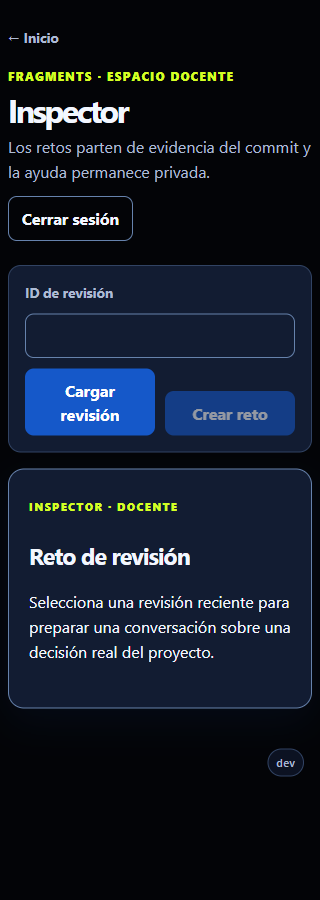 ← Inicio
FRAGMENTS · ESPACIO DOCENTE
Inspector
Los retos parten de evidencia del commit y
la ayuda permanece privada.
Cerrar sesión
ID de revisión
Cargar
revisión
Crear reto
INSPECTOR · DOCENTE
Reto de revisión
Selecciona una revisión reciente para
preparar una conversación sobre una
decisión real del proyecto.
dev